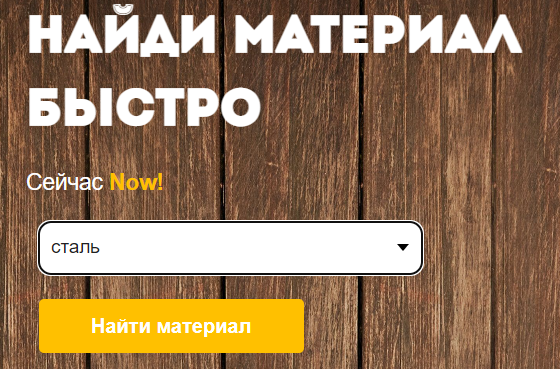 НАЙДИ МАТЕРИАЛ
БЫСТРО
Сейчас Now!
сталь
Найти материал